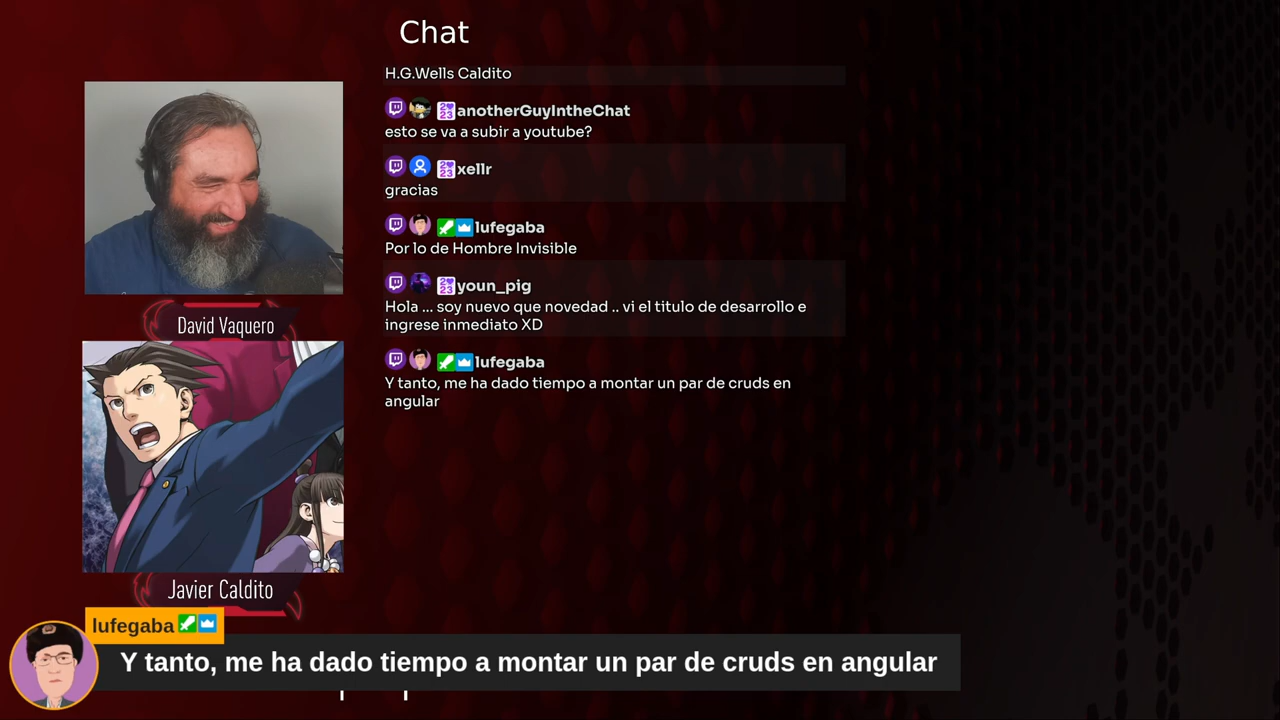 Chat
H.G.Wells Caldito
anotherGuyIntheChat
esto se va a subir a youtube?
xellr
gracias
lufegaba
Por lo de Hombre Invisible
youn_pig
Hola ... soy nuevo que novedad .. vi el titulo de desarrollo e
ingrese inmediato XD
lufegaba
Y tanto, me ha dado tiempo a montar un par de cruds en
angular
David Vaquero
Javier Caldito
lufegaba
Y tanto, me ha dado tiempo a montar un par de cruds en angular